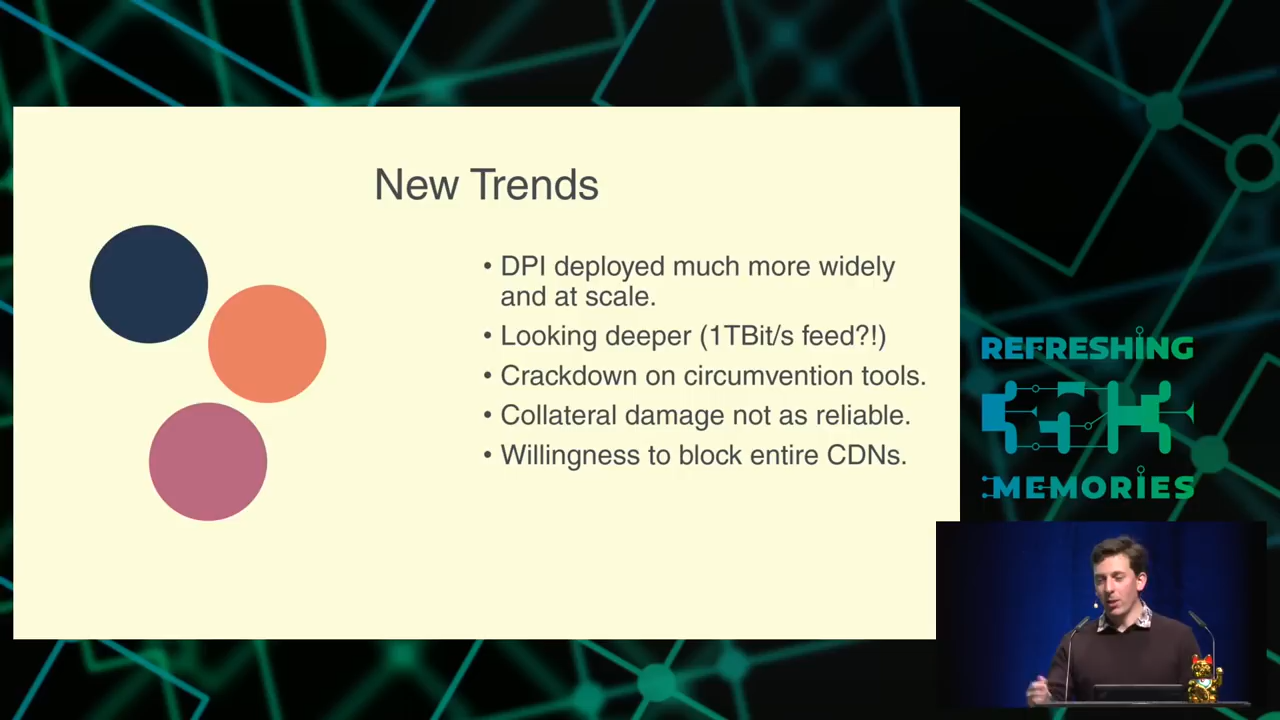 New Trends
• DPI deployed much more widely
and at scale.
• Looking deeper (1TBit/s feed?!)
• Crackdown on circumvention tools.
• Collateral damage not as reliable.
• Willingness to block entire CDNs.
REFRESHING
35K
MEMORIES